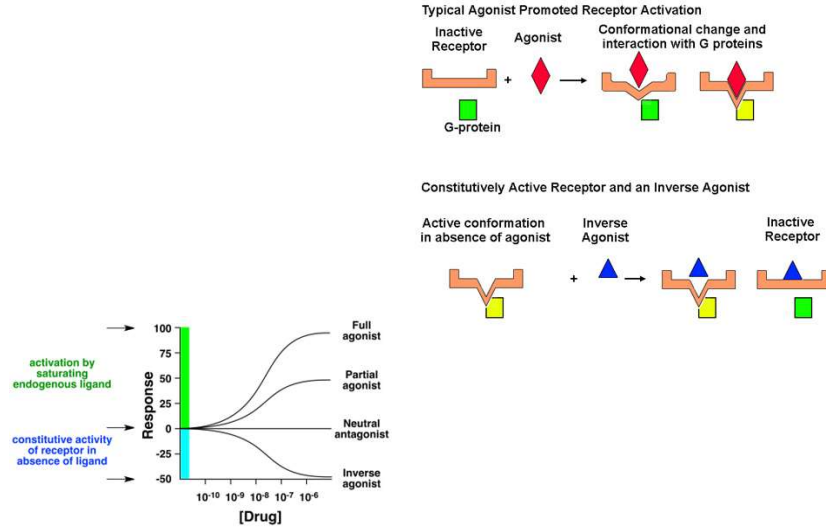 Typical Agonist Promoted Receptor Activation
Inactive
Receptor
Agonist
Conformational change and
interaction with G proteins
+
G-protein
Constitutively Active Receptor and an Inverse Agonist
Active conformation
in absence of agonist
Inverse
Agonist
Inactive
Receptor
+
activation by
saturating
endogenous ligand
constitutive activity
of receptor in
absence of ligand
Response
100
75
50
25
0
-25
-50
Full
agonist
Partial
agonist
Neutral
antagonist
Inverse
agonist
10⁻¹⁰ 10⁻⁹ 10⁻⁸ 10⁻⁷ 10⁻⁶
[Drug]